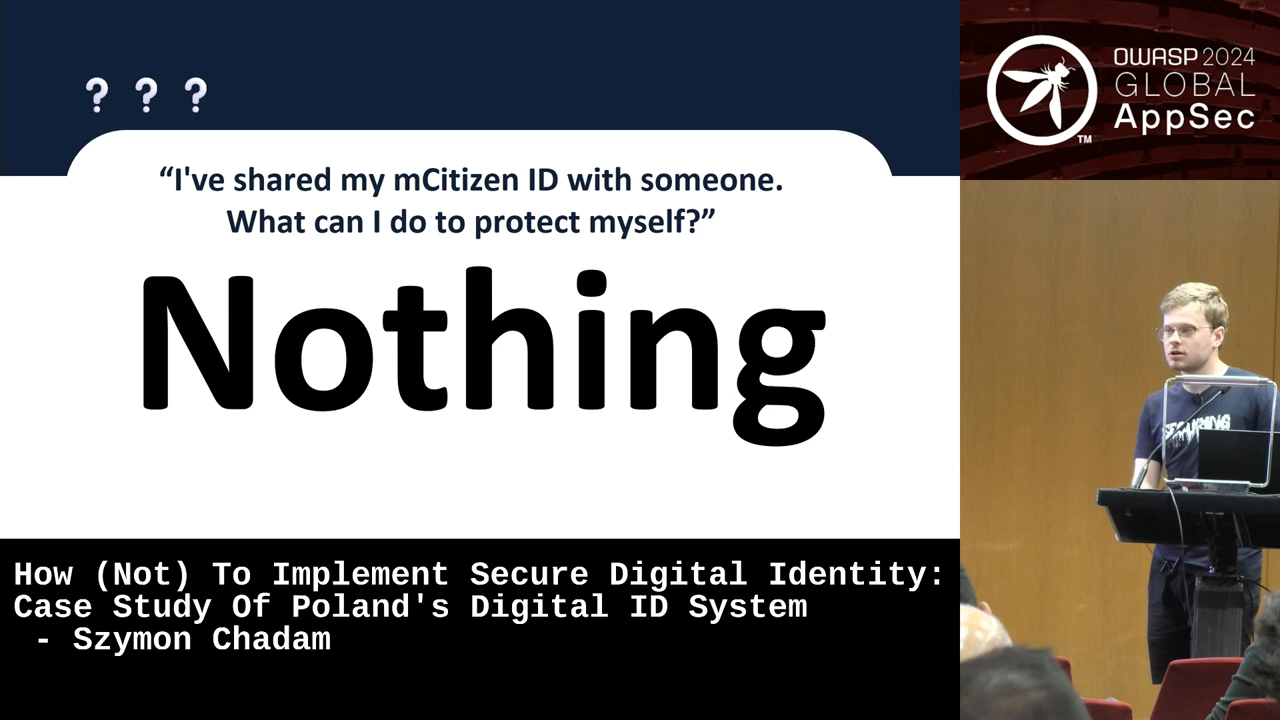 ? ? ?
“I've shared my mCitizen ID with someone.
What can I do to protect myself?”
Nothing
How (Not) To Implement Secure Digital Identity:
Case Study Of Poland's Digital ID System
- Szymon Chadam
OWASP 2024
GLOBAL
AppSec
TM